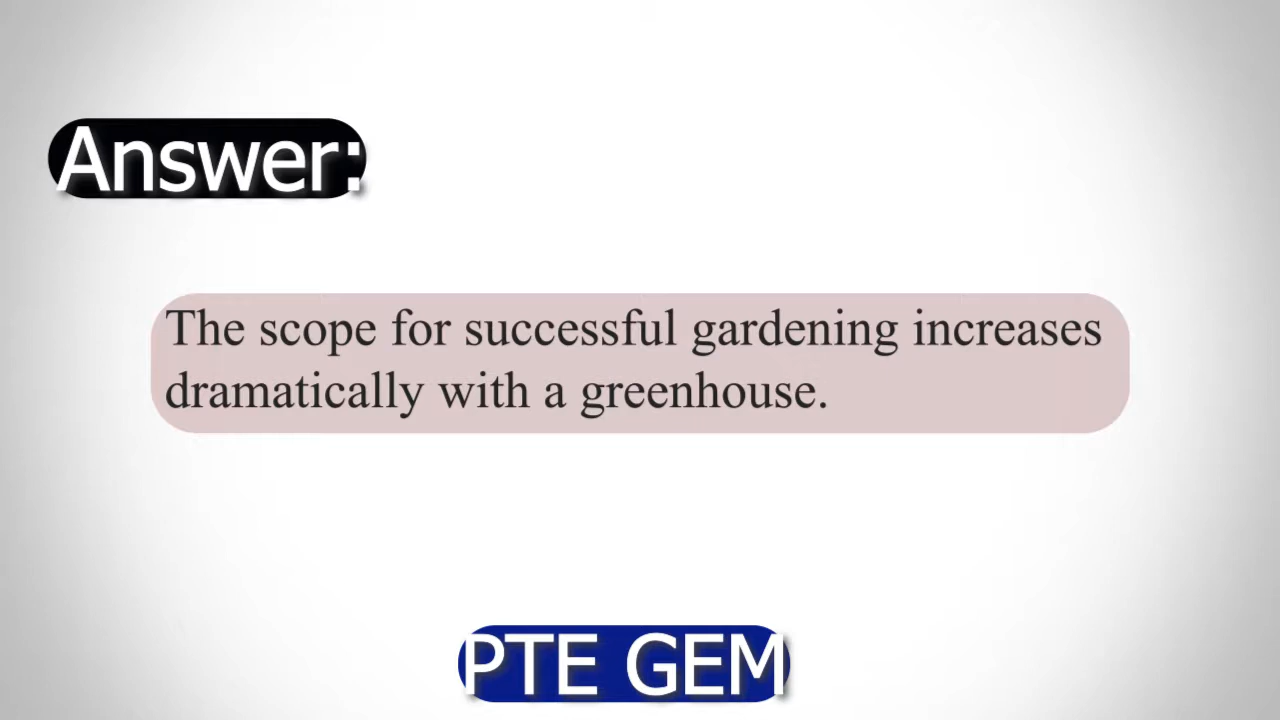 Answer:
The scope for successful gardening increases
dramatically with a greenhouse.
PTE GEM